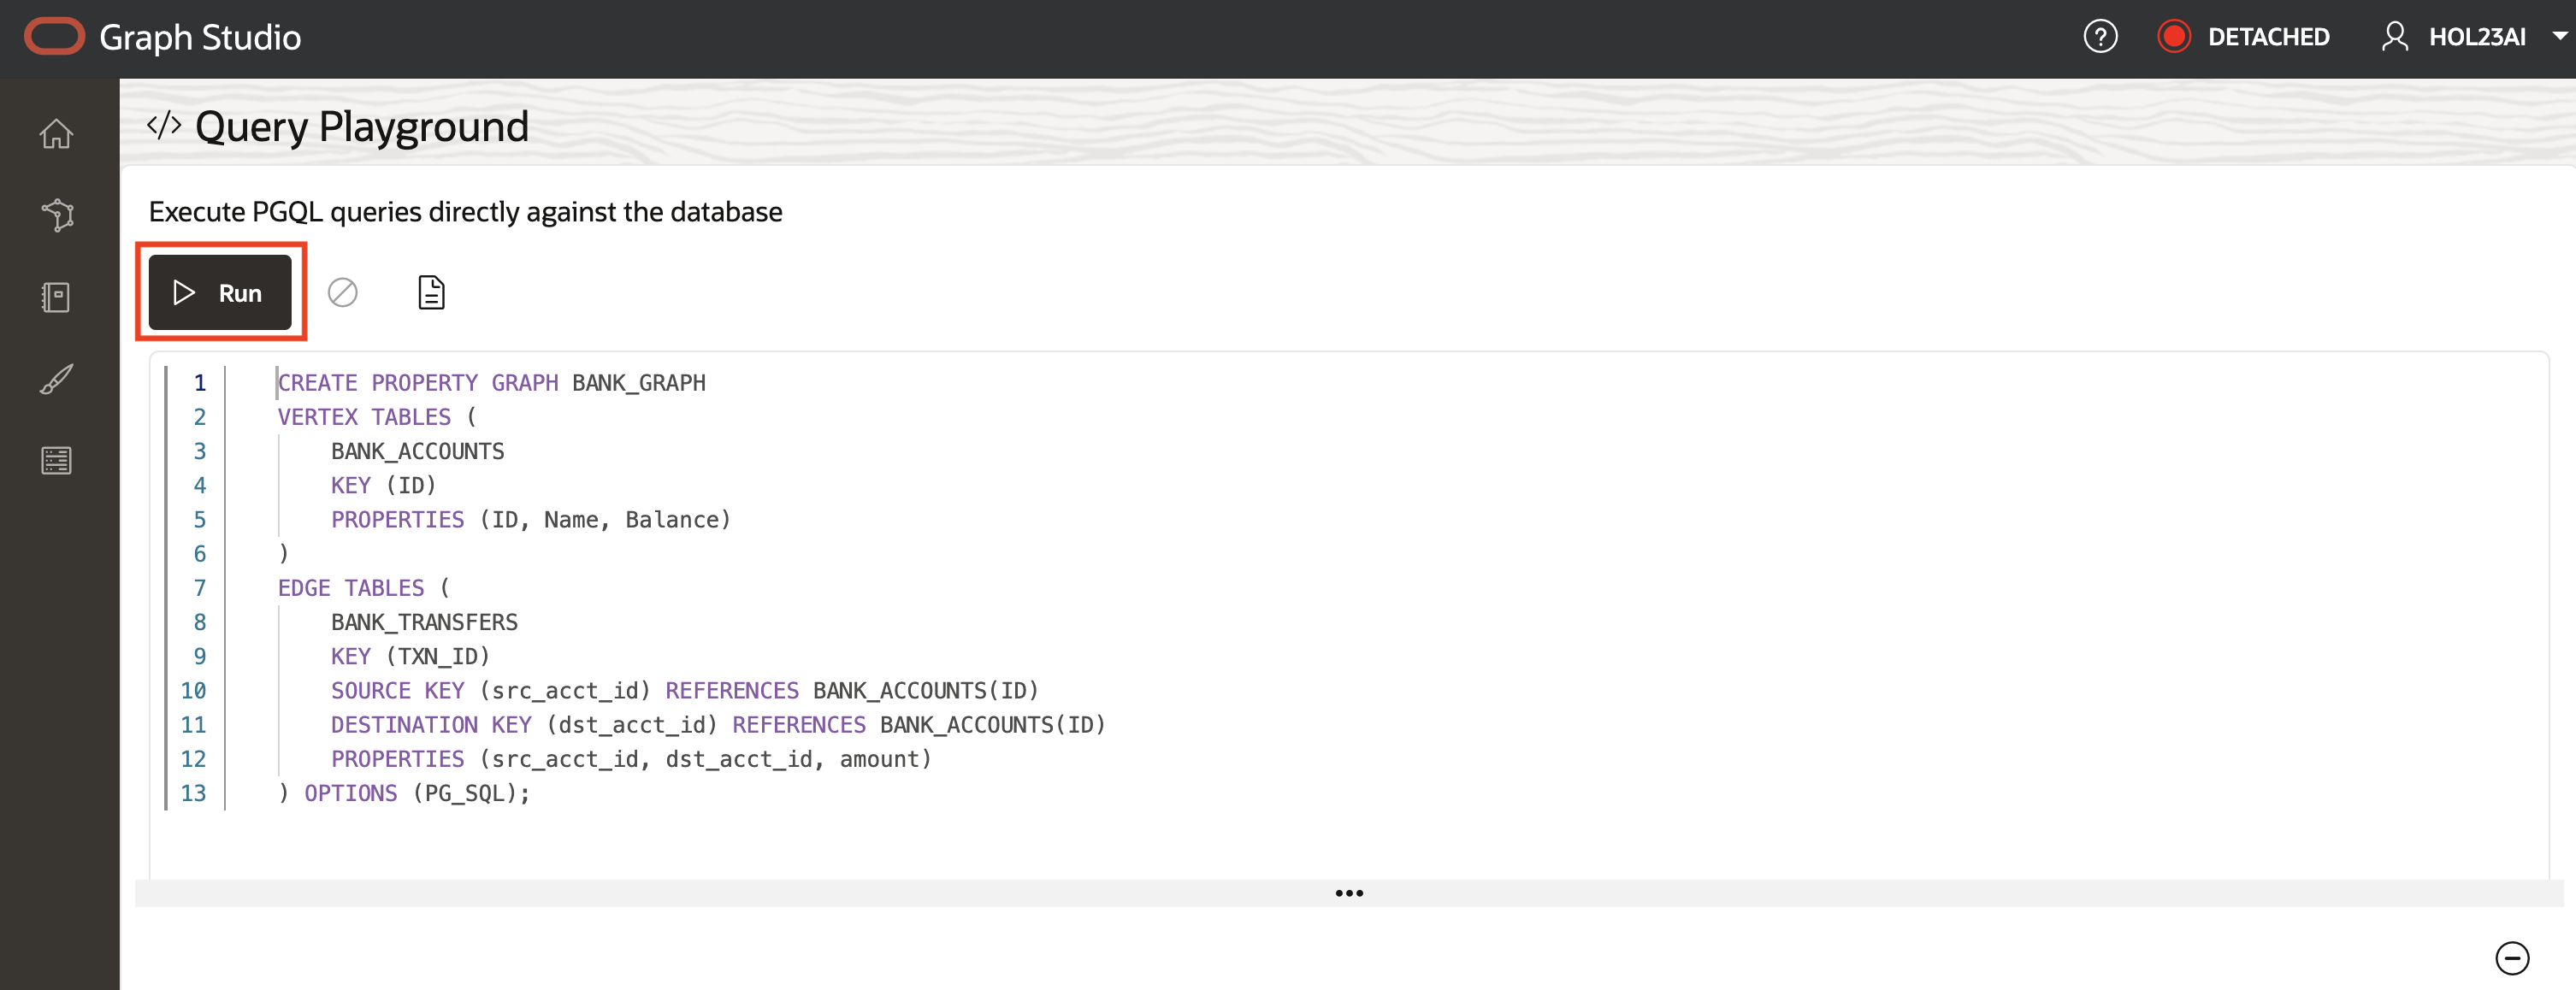 Graph Studio
DETACHED
HOL23AI
</> Query Playground
Execute PGQL queries directly against the database
Run
1 CREATE PROPERTY GRAPH BANK_GRAPH
2 VERTEX TABLES (
3 BANK_ACCOUNTS
4 KEY (ID)
5 PROPERTIES (ID, Name, Balance)
6 )
7 EDGE TABLES (
8 BANK_TRANSFERS
9 KEY (TXN_ID)
10 SOURCE KEY (src_acct_id) REFERENCES BANK_ACCOUNTS(ID)
11 DESTINATION KEY (dst_acct_id) REFERENCES BANK_ACCOUNTS(ID)
12 PROPERTIES (src_acct_id, dst_acct_id, amount)
13 ) OPTIONS (PG_SQL);